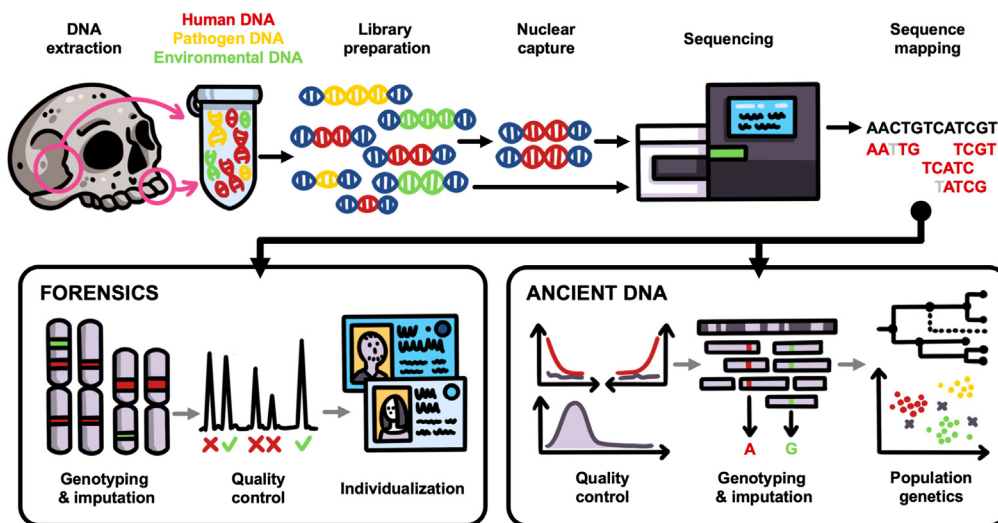 DNA
extraction
Human DNA
Pathogen DNA
Environmental DNA
Library
preparation
Nuclear
capture
Sequencing
Sequence
mapping
AACTGTCATCGT
AATTG TCGT
TCATC
TATCG
FORENSICS
Genotyping
& imputation
Quality
control
Individualization
ANCIENT DNA
Quality
control
A G
Genotyping
& imputation
Population
genetics